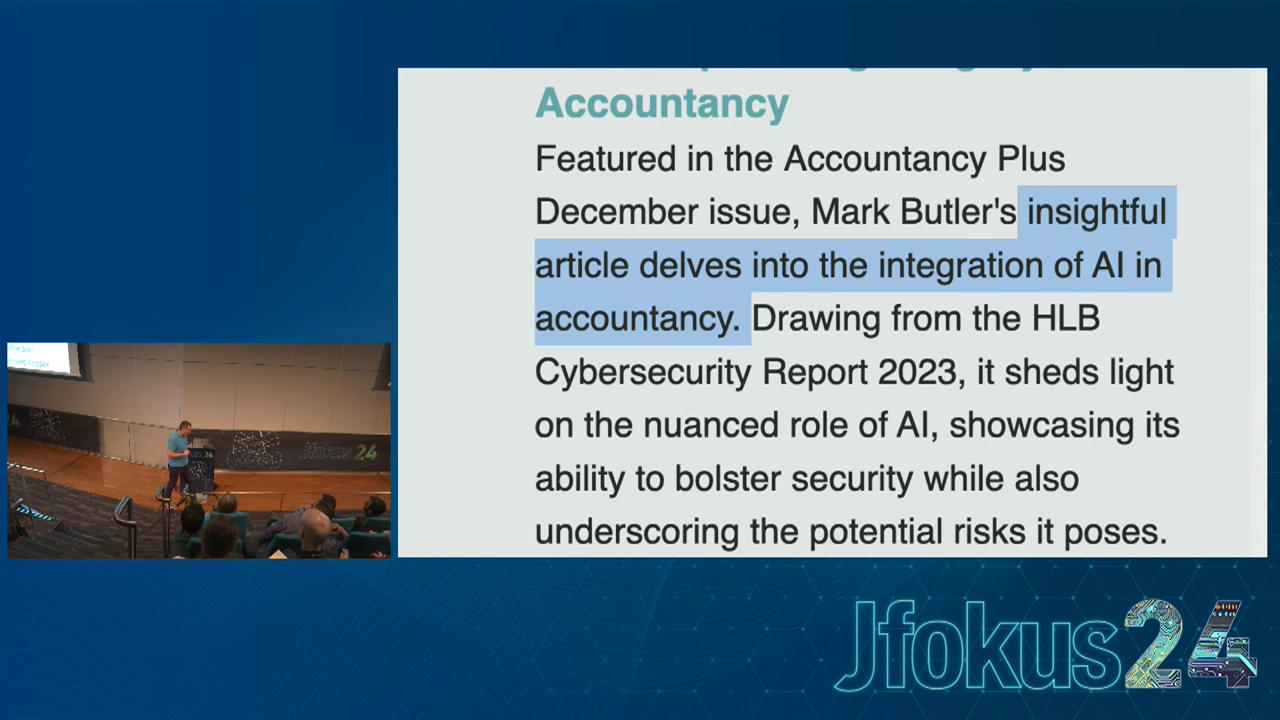 Accountancy
Featured in the Accountancy Plus
December issue, Mark Butler's insightful
article delves into the integration of AI in
accountancy. Drawing from the HLB
Cybersecurity Report 2023, it sheds light
on the nuanced role of AI, showcasing its
ability to bolster security while also
underscoring the potential risks it poses.
Jfokus 24
Jfokus24